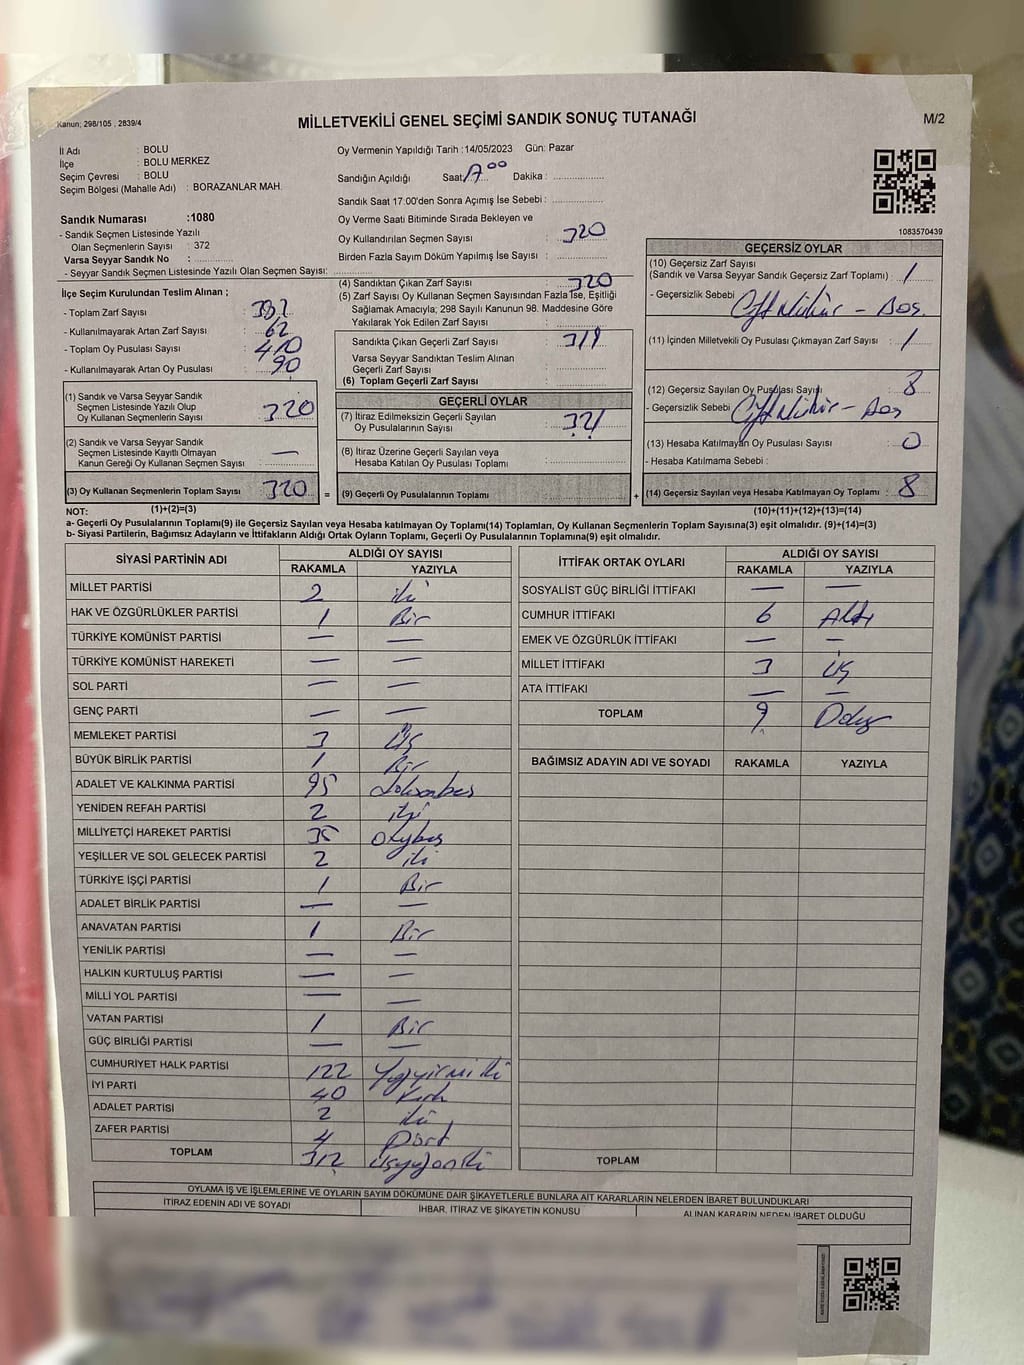 Kanun; 298/105 , 2839/4
MİLLETVEKİLİ GENEL SEÇİMİ SANDIK SONUÇ TUTANAĞI
M/2
İl Adı : BOLU
İlçe : BOLU MERKEZ
Seçim Çevresi : BOLU
Seçim Bölgesi (Mahalle Adı) : BORAZANLAR MAH.
Sandık Numarası :1080
- Sandık Seçmen Listesinde Yazılı
Olan Seçmenlerin Sayısı : 372
Varsa Seyyar Sandık No :
- Seyyar Sandık Seçmen Listesinde Yazılı Olan Seçmen Sayısı:
Oy Vermenin Yapıldığı Tarih :14/05/2023 Gün: Pazar
Sandığın Açıldığı Saat: 17 00 Dakika :
Sandık Saat 17:00'den Sonra Açımış İse Sebebi :
Oy Verme Saati Bitiminde Sırada Bekleyen ve
Oy Kullandırılan Seçmen Sayısı : 320
Birden Fazla Sayım Döküm Yapılmış İse Sayısı :
1083570439
İlçe Seçim Kurulundan Teslim Alınan ;
- Toplam Zarf Sayısı : 382
- Kullanılmayarak Artan Zarf Sayısı : 62
- Toplam Oy Pusulası Sayısı : 410
- Kullanılmayarak Artan Oy Pusulası : 90
(1) Sandık ve Varsa Seyyar Sandık
Seçmen Listesinde Yazılı Olup
Oy Kullanan Seçmenlerin Sayısı : 320
(2) Sandık ve Varsa Seyyar Sandık
Seçmen Listesinde Kayıtlı Olmayan
Kanun Gereği Oy Kullanan Seçmen Sayısı : —
(3) Oy Kullanan Seçmenlerin Toplam Sayısı : 320
(4) Sandıktan Çıkan Zarf Sayısı : 320
(5) Zarf Sayısı Oy Kullanan Seçmen Sayısından Fazla İse, Eşitliği
Sağlamak Amacıyla; 298 Sayılı Kanunun 98. Maddesine Göre
Yakılarak Yok Edilen Zarf Sayısı :
Sandıkta Çıkan Geçerli Zarf Sayısı : 319
Varsa Seyyar Sandıktan Teslim Alınan
Geçerli Zarf Sayısı :
(6) Toplam Geçerli Zarf Sayısı :
GEÇERLİ OYLAR
(7) İtiraz Edilmeksizin Geçerli Sayılan
Oy Pusulalarının Sayısı : 321
(8) İtiraz Üzerine Geçerli Sayılan veya
Hesaba Katılan Oy Pusulası Toplamı :
= (9) Geçerli Oy Pusulalarının Toplamı :
GEÇERSİZ OYLAR
(10) Geçersiz Zarf Sayısı
(Sandık ve Varsa Seyyar Sandık Geçersiz Zarf Toplamı) : 1
- Geçersizlik Sebebi : Çift Mühür - Boş.
(11) İçinden Milletvekili Oy Pusulası Çıkmayan Zarf Sayısı : 1
(12) Geçersiz Sayılan Oy Pusulası Sayısı : 8
- Geçersizlik Sebebi : Çift Mühür - Boş
(13) Hesaba Katılmayan Oy Pusulası Sayısı : 0
- Hesaba Katılmama Sebebi :
+ (14) Geçersiz Sayılan veya Hesaba Katılmayan Oy Toplamı : 8
NOT: (1)+(2)=(3)
(10)+(11)+(12)+(13)=(14)
a- Geçerli Oy Pusulalarının Toplamı(9) ile Geçersiz Sayılan veya Hesaba katılmayan Oy Toplamı(14) Toplamları, Oy Kullanan Seçmenlerin Toplam Sayısına(3) eşit olmalıdır. (9)+(14)=(3)
b- Siyasi Partilerin, Bağımsız Adayların ve İttifakların Aldığı Ortak Oyların Toplamı, Geçerli Oy Pusulalarının Toplamına(9) eşit olmalıdır.
SİYASİ PARTİNİN ADI ALDIĞI OY SAYISI
RAKAMLA YAZIYLA
MİLLET PARTİSİ 2 iki
HAK VE ÖZGÜRLÜKLER PARTİSİ 1 Bir
TÜRKİYE KOMÜNİST PARTİSİ — —
TÜRKİYE KOMÜNİST HAREKETİ — —
SOL PARTİ — —
GENÇ PARTİ — —
MEMLEKET PARTİSİ 3 Üç
BÜYÜK BİRLİK PARTİSİ 1 Bir
ADALET VE KALKINMA PARTİSİ 95 doksanbeş
YENİDEN REFAH PARTİSİ 2 iki
MİLLİYETÇİ HAREKET PARTİSİ 35 otuzbeş
YEŞİLLER VE SOL GELECEK PARTİSİ 2 iki
TÜRKİYE İŞÇİ PARTİSİ 1 Bir
ADALET BİRLİK PARTİSİ — —
ANAVATAN PARTİSİ 1 Bir
YENİLİK PARTİSİ — —
HALKIN KURTULUŞ PARTİSİ — —
MİLLİ YOL PARTİSİ — —
VATAN PARTİSİ 1 Bir
GÜÇ BİRLİĞİ PARTİSİ — —
CUMHURİYET HALK PARTİSİ 122 Yüzyirmi iki
İYİ PARTİ 40 Kırk
ADALET PARTİSİ 2 iki
ZAFER PARTİSİ 4 Dört
TOPLAM 312 üçyüzoniki
İTTİFAK ORTAK OYLARI ALDIĞI OY SAYISI
RAKAMLA YAZIYLA
SOSYALİST GÜÇ BİRLİĞİ İTTİFAKI — —
CUMHUR İTTİFAKI 6 Altı
EMEK VE ÖZGÜRLÜK İTTİFAKI — —
MİLLET İTTİFAKI 3 Üç
ATA İTTİFAKI — —
TOPLAM 9 Dokuz
BAĞIMSIZ ADAYIN ADI VE SOYADI RAKAMLA YAZIYLA
TOPLAM
OYLAMA İŞ VE İŞLEMLERİNE VE OYLARIN SAYIM DÖKÜMÜNE DAİR ŞİKAYETLERLE BUNLARA AİT KARARLARIN NELERDEN İBARET BULUNDUKLARI
İTİRAZ EDENİN ADI VE SOYADI
İHBAR, İTİRAZ VE ŞİKAYETİN KONUSU
ALINAN KARARIN NEDEN İBARET OLDUĞU